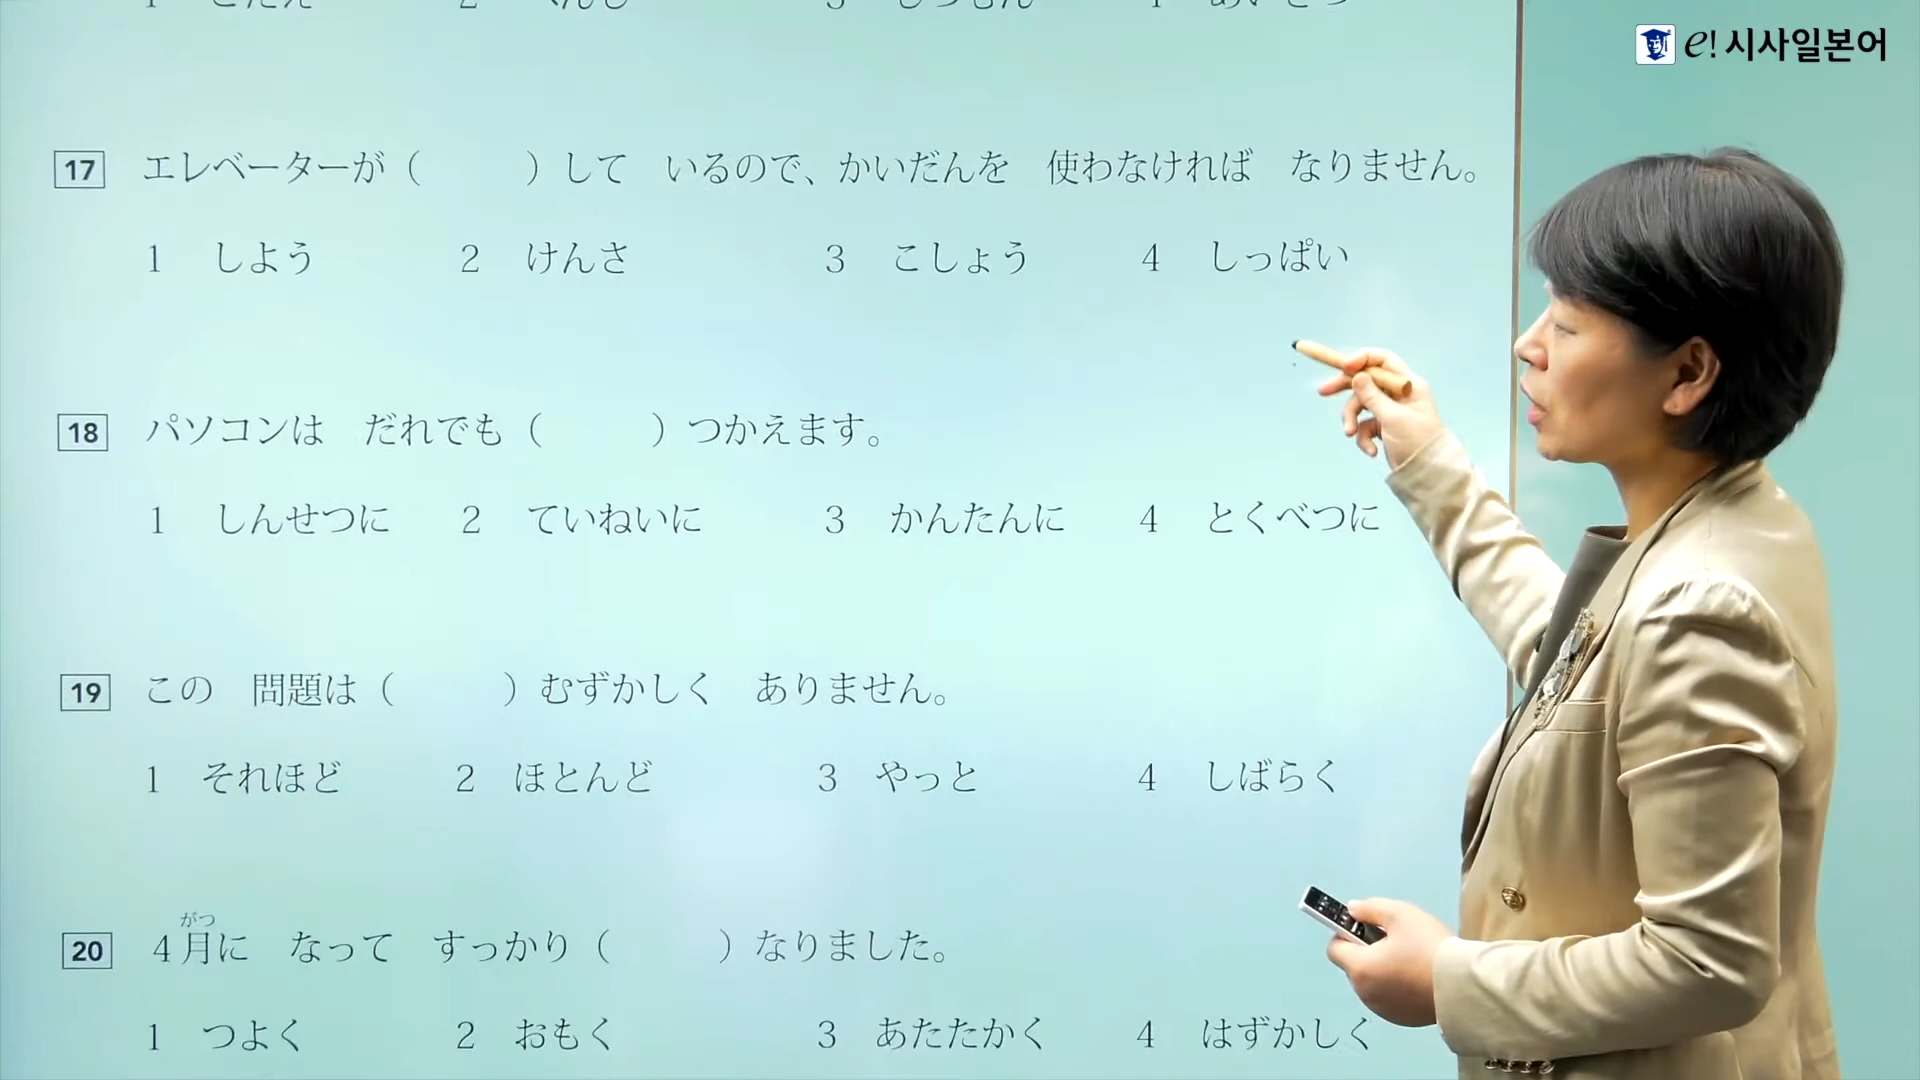 e! 시사일본어
17 エレベーターが（　　　）して　いるので、かいだんを　使わなければ　なりません。
1　しよう　2　けんさ　3　こしょう　4　しっぱい
18 パソコンは　だれでも（　　　）つかえます。
1　しんせつに　2　ていねいに　3　かんたんに　4　とくべつに
19 この　問題は（　　　）むずかしく　ありません。
1　それほど　2　ほとんど　3　やっと　4　しばらく
がつ
20 4月に　なって　すっかり（　　　）なりました。
1　つよく　2　おもく　3　あたたかく　4　はずかしく